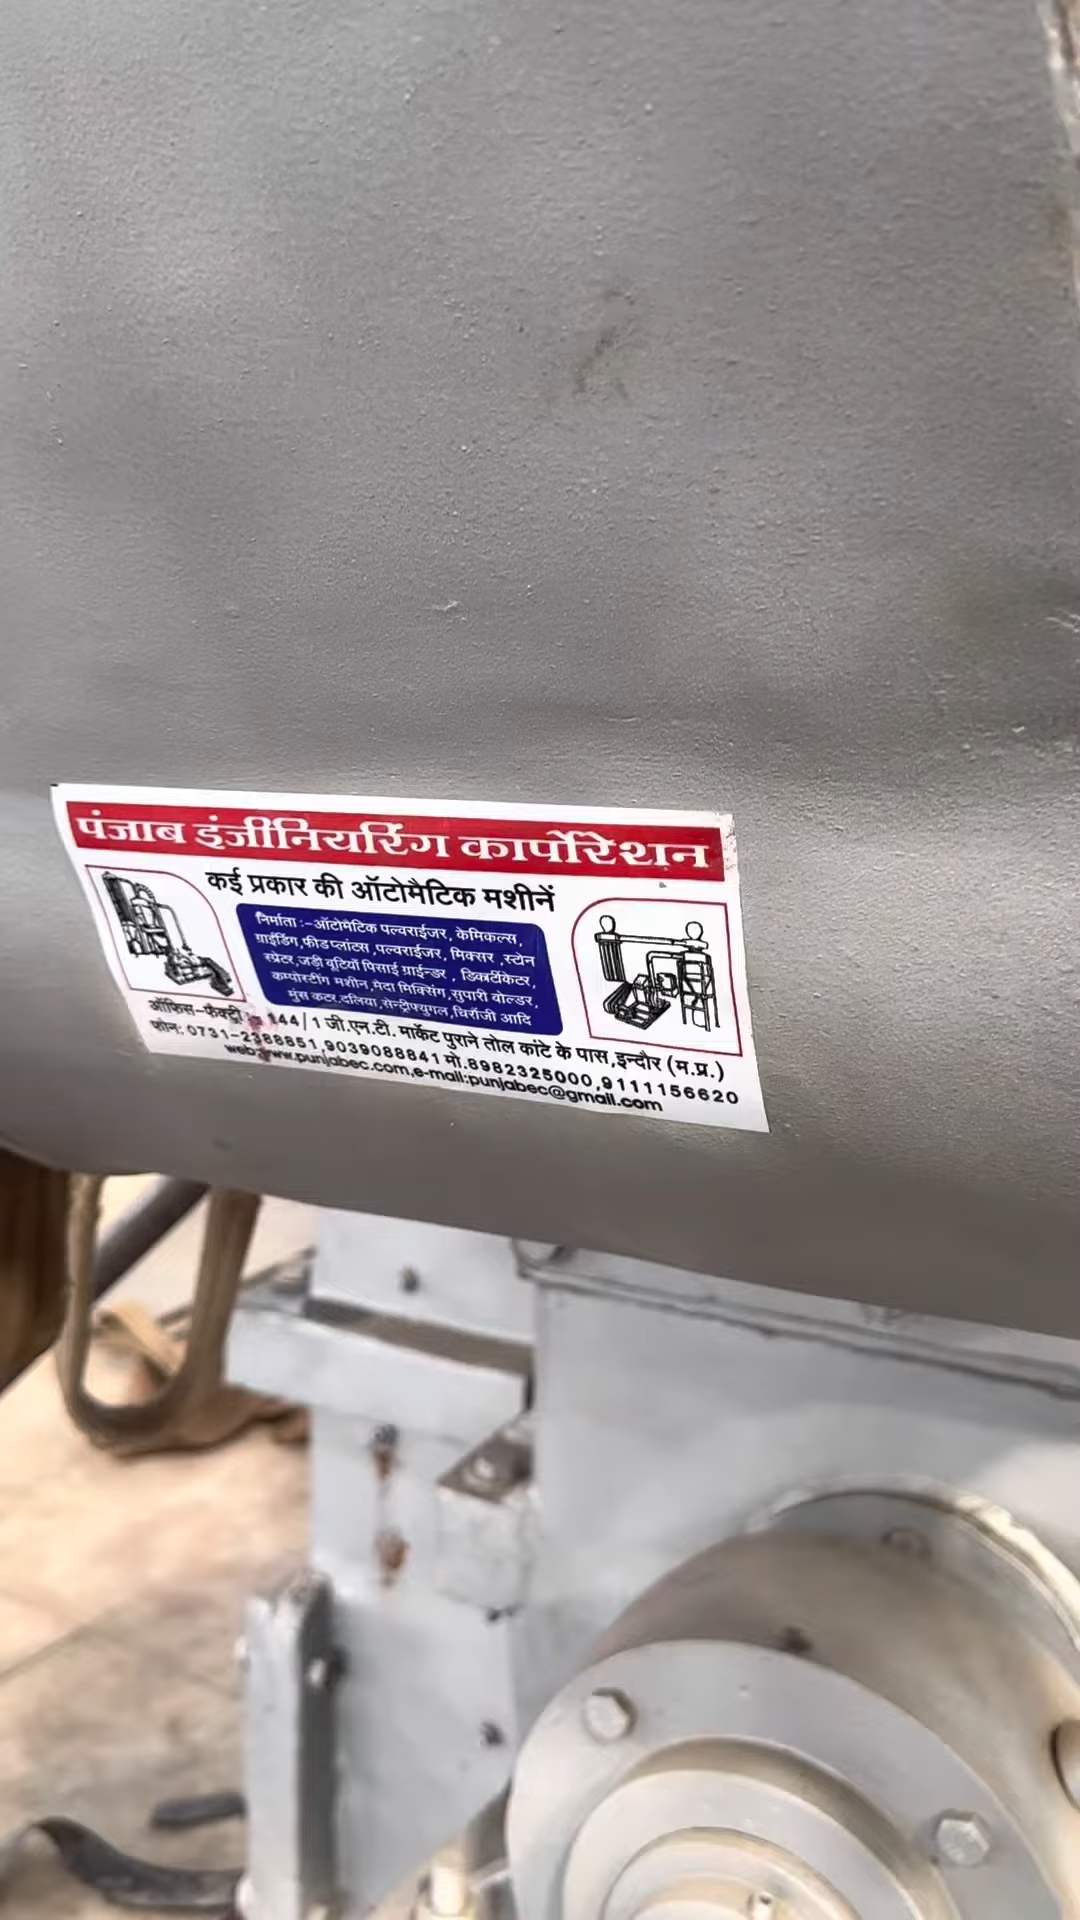 पंजाब इंजीनियरिंग कार्पोरेशन
कई प्रकार की ऑटोमैटिक मशीनें
निर्माता :-ऑटोमैटिक पल्वराईजर, केमिकल्स,
ग्राईडिंग,फीडप्लांटस ,पल्वराईजर, मिक्सर ,स्टोन
स्प्रेटर,जड़ी बूटियों पिसाई ग्राईन्डर , डिकार्टीकेटर,
कम्पोस्टींग मशीन,मेदा मिक्सिंग,सुपारी बोल्डर,
मुंस कटर,दलिया,सेन्ट्रीफ्युगल,चिरौंजी आदि
ऑफिस-फैक्ट्री :- 144/1 जी.एन.टी. मार्केट पुराने तोल कांटे के पास,इन्दौर (म.प्र.)
फोन: 0731-2388851,9039088841 मो.8982325000,9111156620
web:www.punjabec.com,e-mail:punjabec@gmail.com